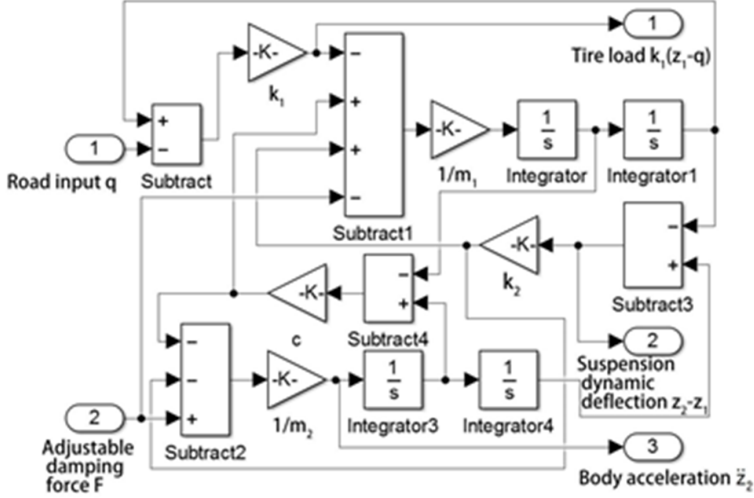 1
Tire load k₁(z₁-q)
-K-
k₁
-
+
+
-
Subtract1
-K-
1/m₁
1
s
Integrator
1
s
Integrator1
+
-
Subtract
1
Road input q
-K-
k₂
-
+
Subtract3
-K-
c
-
+
Subtract4
2
Suspension
dynamic
deflection z₂-z₁
-
-
+
Subtract2
-K-
1/m₂
1
s
Integrator3
1
s
Integrator4
2
Adjustable
damping
force F
3
Body acceleration z̈₂